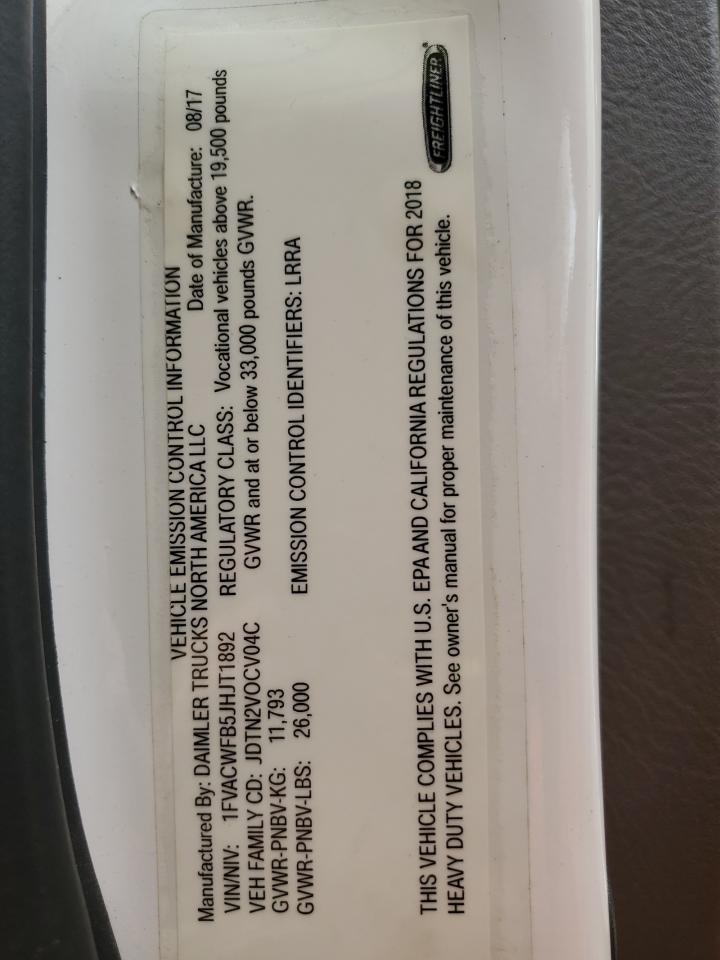 VEHICLE EMISSION CONTROL INFORMATION
Manufactured By: DAIMLER TRUCKS NORTH AMERICA LLC Date of Manufacture: 08/17
VIN/NIV: 1FVACWFB5JHJT1892 REGULATORY CLASS: Vocational vehicles above 19,500 pounds
VEH FAMILY CD: JDTN2VOCV04C GVWR and at or below 33,000 pounds GVWR.
GVWR-PNBV-KG: 11,793
GVWR-PNBV-LBS: 26,000 EMISSION CONTROL IDENTIFIERS: LRRA
THIS VEHICLE COMPLIES WITH U.S. EPA AND CALIFORNIA REGULATIONS FOR 2018
HEAVY DUTY VEHICLES. See owner's manual for proper maintenance of this vehicle.
FREIGHTLINER